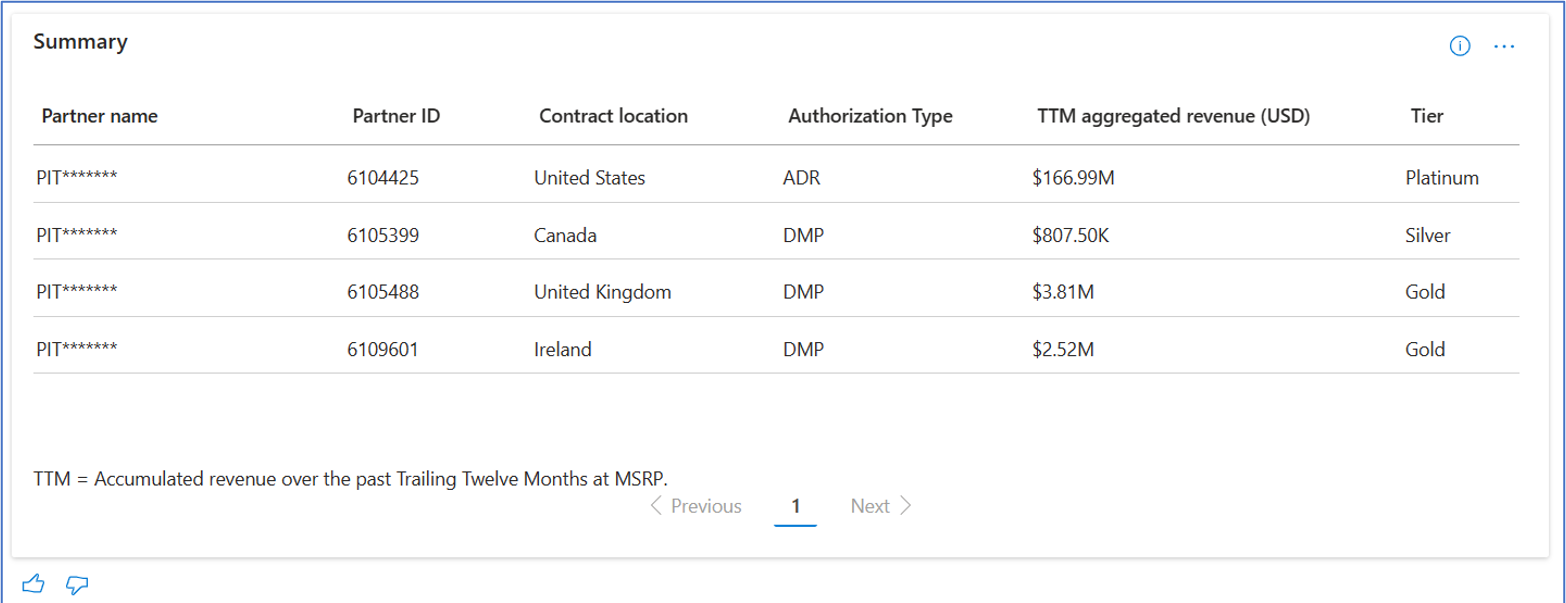 Summary
Partner name Partner ID Contract location Authorization Type TTM aggregated revenue (USD) Tier
PIT******* 6104425 United States ADR $166.99M Platinum
PIT******* 6105399 Canada DMP $807.50K Silver
PIT******* 6105488 United Kingdom DMP $3.81M Gold
PIT******* 6109601 Ireland DMP $2.52M Gold
TTM = Accumulated revenue over the past Trailing Twelve Months at MSRP.
Previous 1 Next